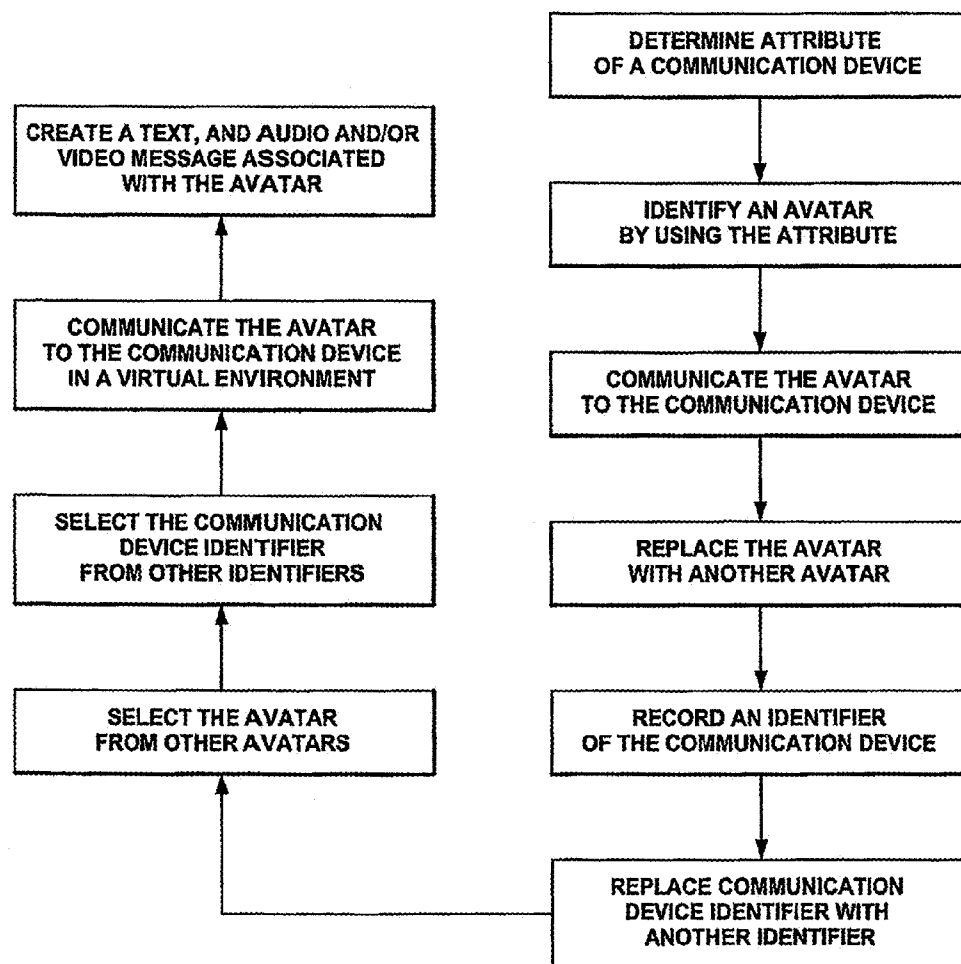 DETERMINE ATTRIBUTE
OF A COMMUNICATION DEVICE
IDENTIFY AN AVATAR
BY USING THE ATTRIBUTE
COMMUNICATE THE AVATAR
TO THE COMMUNICATION DEVICE
REPLACE THE AVATAR
WITH ANOTHER AVATAR
RECORD AN IDENTIFIER
OF THE COMMUNICATION DEVICE
REPLACE COMMUNICATION
DEVICE IDENTIFIER WITH
ANOTHER IDENTIFIER
SELECT THE AVATAR
FROM OTHER AVATARS
SELECT THE COMMUNICATION
DEVICE IDENTIFIER
FROM OTHER IDENTIFIERS
COMMUNICATE THE AVATAR
TO THE COMMUNICATION DEVICE
IN A VIRTUAL ENVIRONMENT
CREATE A TEXT, AND AUDIO AND/OR
VIDEO MESSAGE ASSOCIATED
WITH THE AVATAR